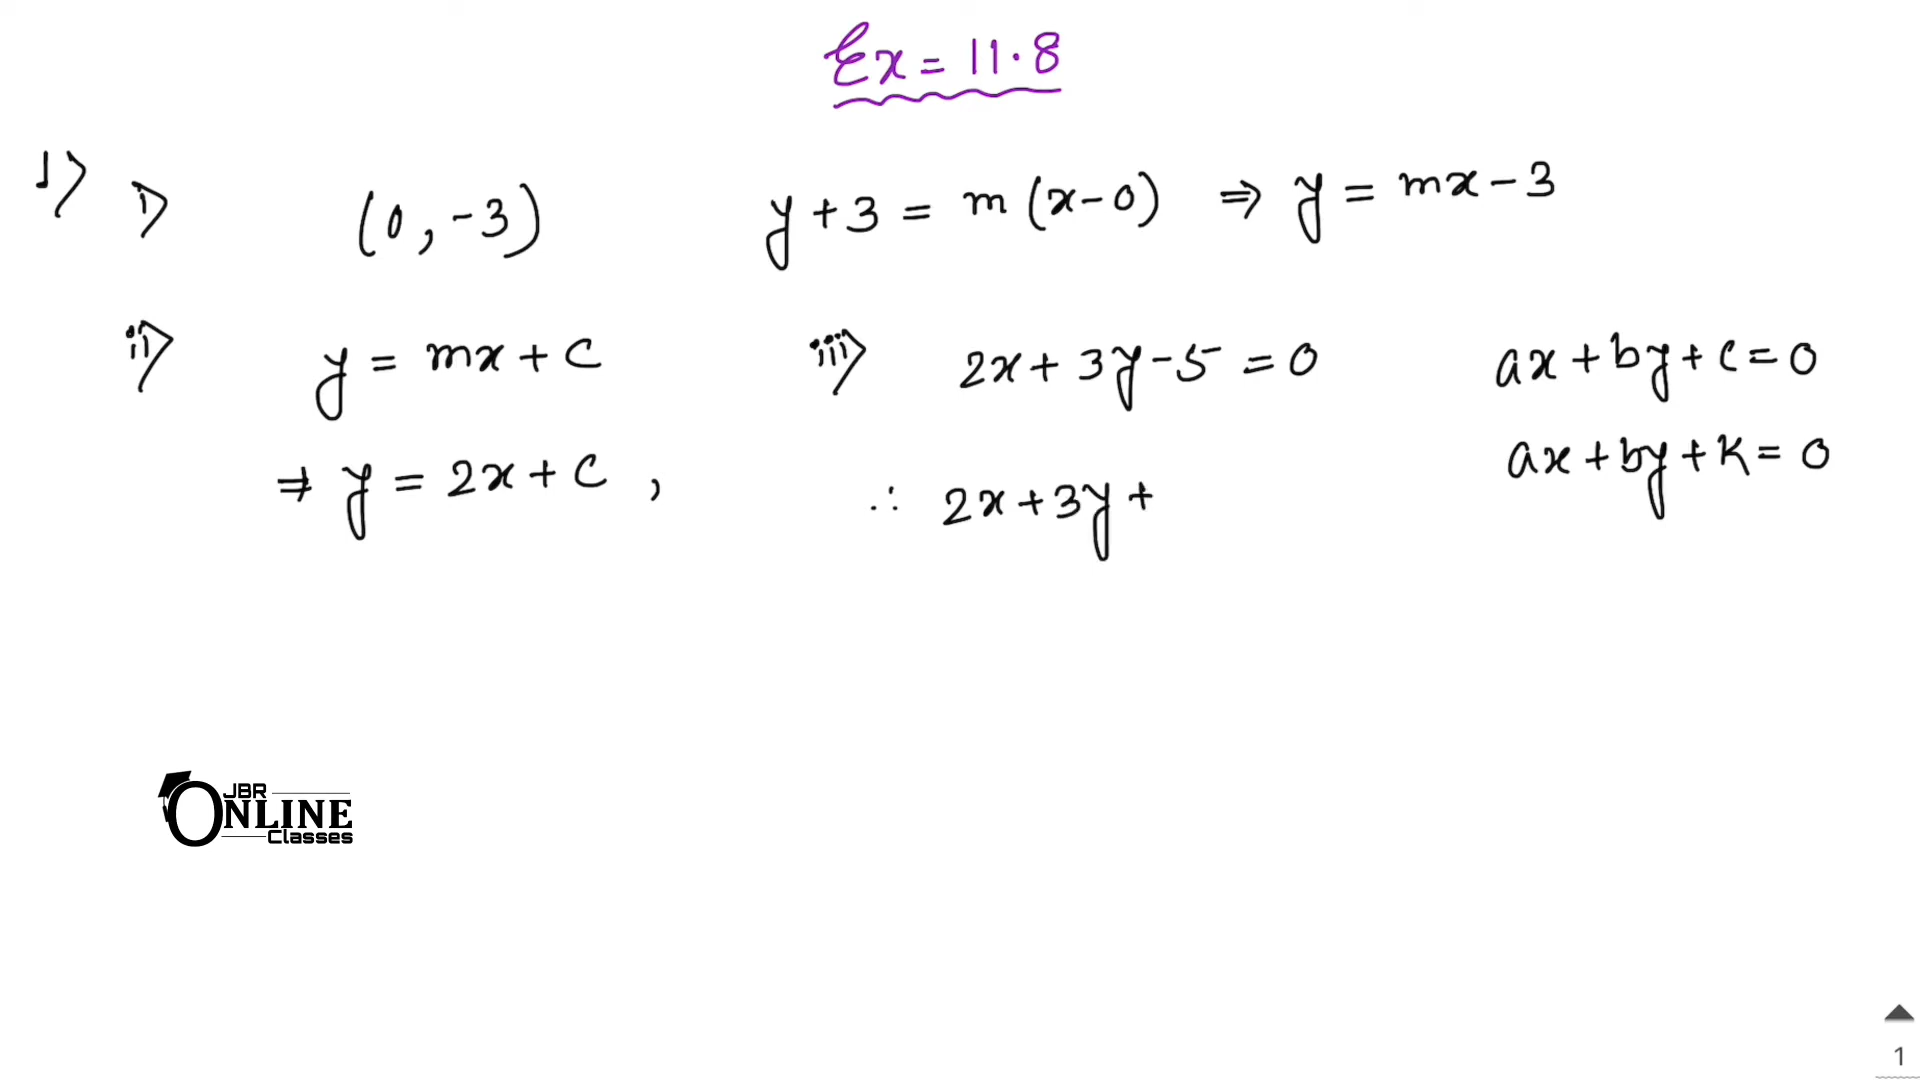 Ex = 11.8
1) i) (0, -3) y + 3 = m (x - 0) ⇒ y = mx - 3
ii) y = mx + c iii) 2x + 3y - 5 = 0 ax + by + c = 0
⇒ y = 2x + c , ∴ 2x + 3y + ax + by + k = 0
JBR
ONLINE
Classes
1